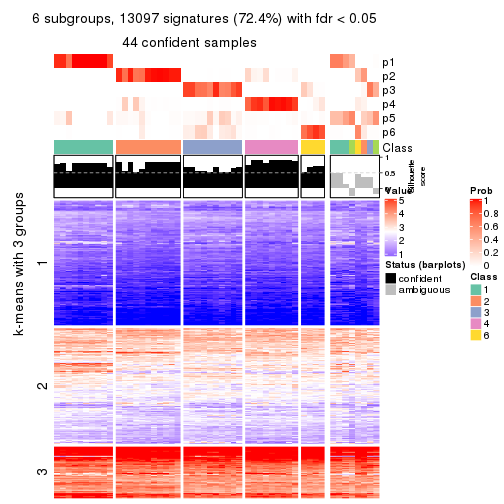 6 subgroups, 13097 signatures (72.4%) with fdr < 0.05
44 confident samples
p1
p2
p3
p4
p5
p6
Class
1
0.5
0
Silhouette
score
k-means with 3 groups
1
2
3
Value
5
4
3
2
1
Status (barplots)
confident
ambiguous
Prob
1
0.8
0.6
0.4
0.2
0
Class
1
2
3
4
6